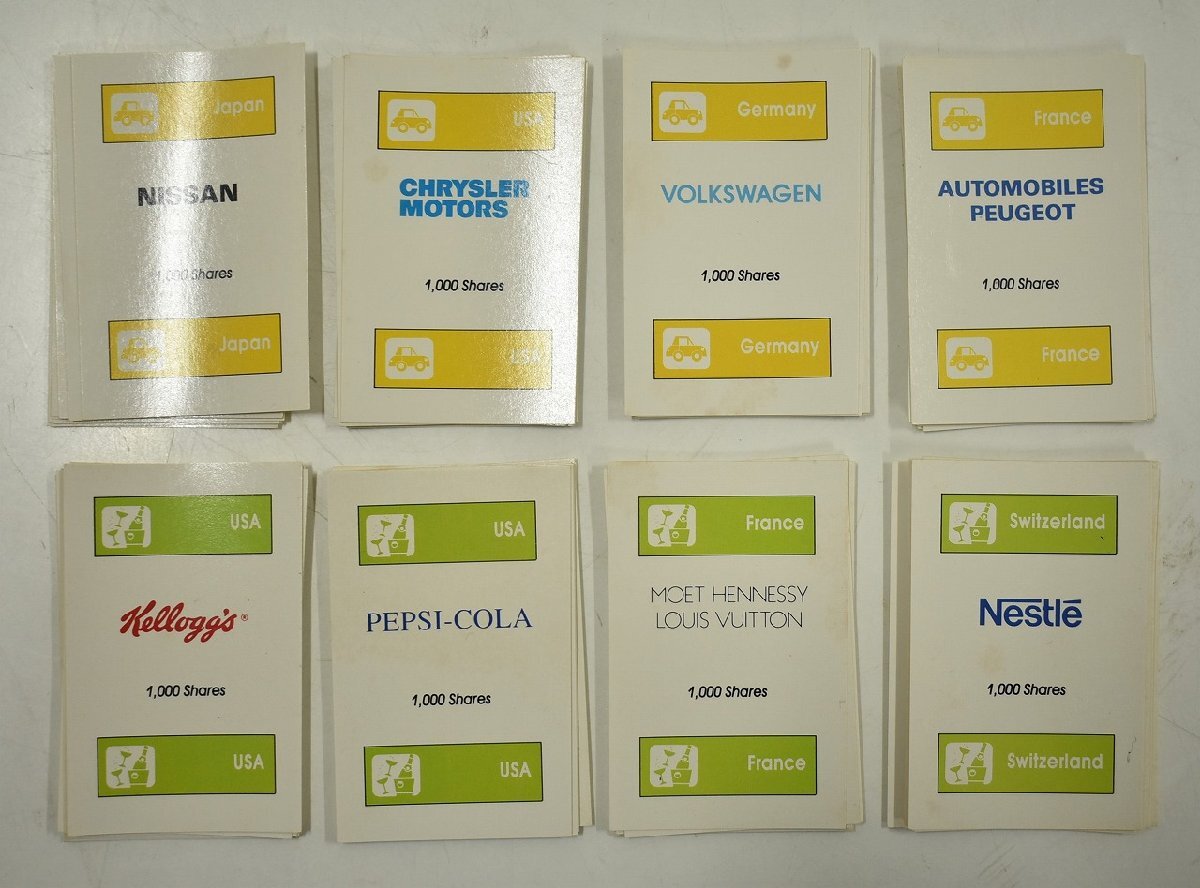 Japan
NISSAN
1,000 Shares
Japan
USA
CHRYSLER
MOTORS
1,000 Shares
USA
Germany
VOLKSWAGEN
1,000 Shares
Germany
France
AUTOMOBILES
PEUGEOT
1,000 Shares
France
USA
Kellogg's®
1,000 Shares
USA
USA
PEPSI-COLA
1,000 Shares
USA
France
MOET HENNESSY
LOUIS VUITTON
1,000 Shares
France
Switzerland
Nestlé
1,000 Shares
Switzerland